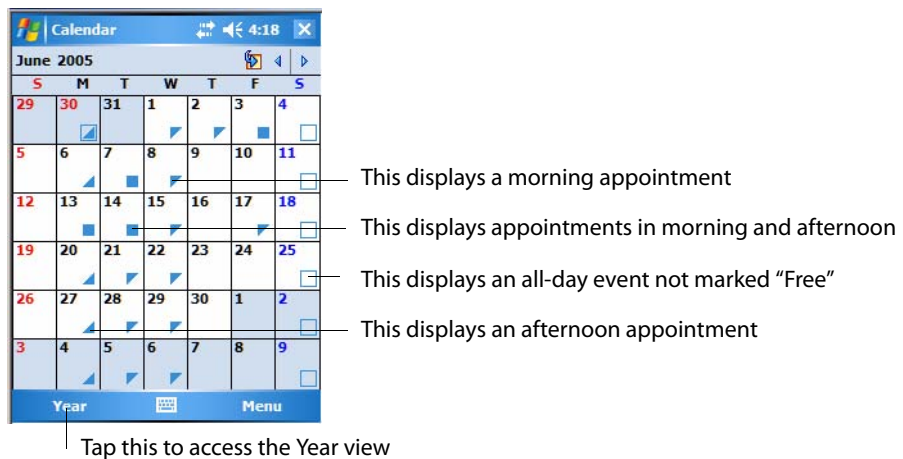 Calendar 4:18
June 2005
S M T W T F S
29 30 31 1 2 3 4
5 6 7 8 9 10 11
This displays a morning appointment
12 13 14 15 16 17 18
This displays appointments in morning and afternoon
19 20 21 22 23 24 25
This displays an all-day event not marked “Free”
26 27 28 29 30 1 2
This displays an afternoon appointment
3 4 5 6 7 8 9
Year Menu
Tap this to access the Year view